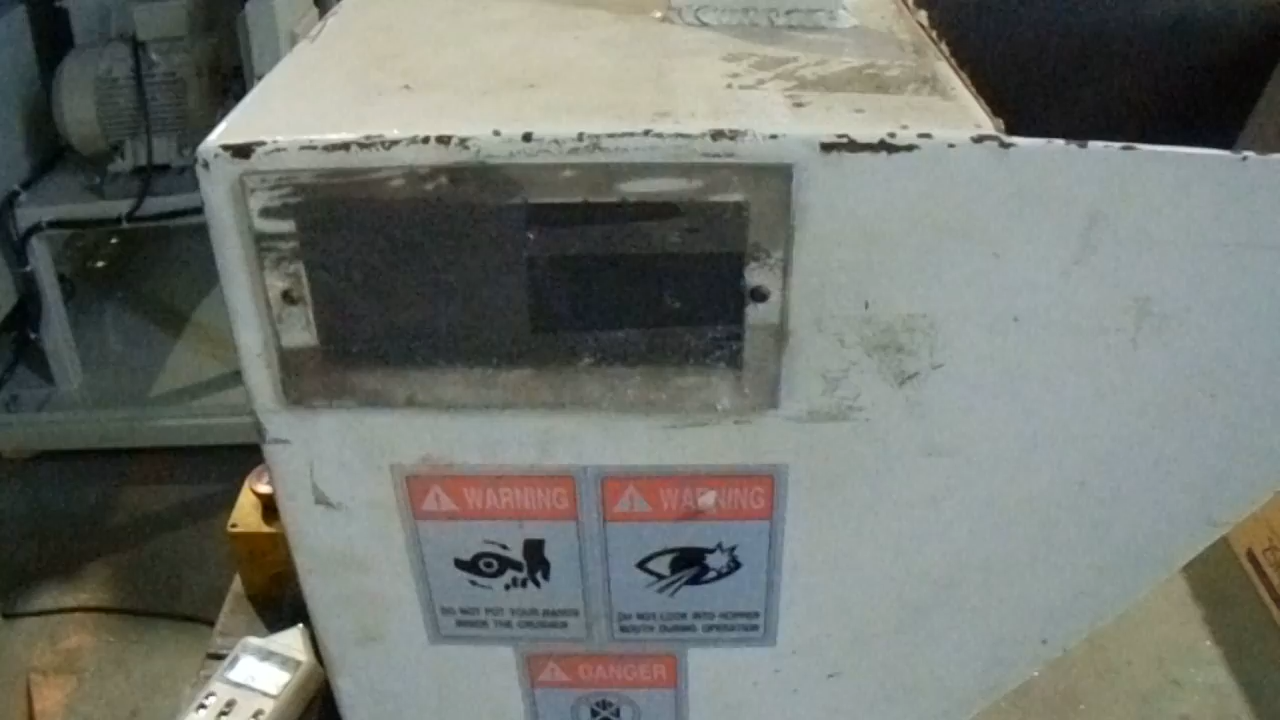 WARNING
DO NOT PUT YOUR HANDS
INSIDE THE CRUSHER
WARNING
DO NOT LOOK INTO HOPPER
MOUTH DURING OPERATION
DANGER